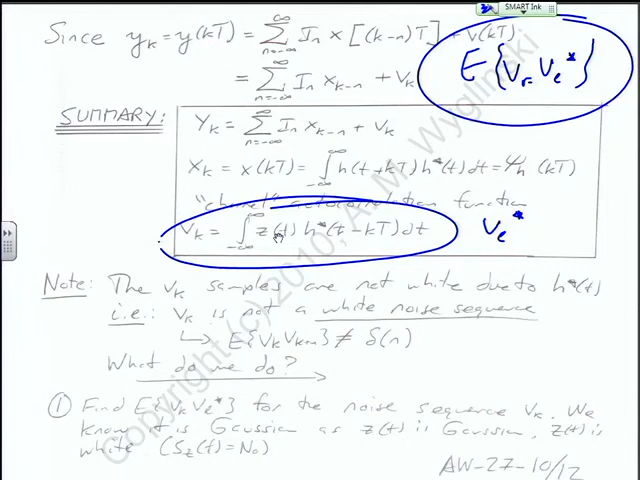 SMART Ink
Since y_k = y(kT) = Σ_{n=-∞}^{∞} I_n x[(k-n)T] + v(kT)
= Σ_{n=-∞}^{∞} I_n x_{k-n} + v_k
E{v_k v_e*}
SUMMARY:
Y_k = Σ_{n=-∞}^{∞} I_n x_{k-n} + v_k
x_k = x(kT) = ∫_{-∞}^{∞} h(t+kT) h*(t) dt = Ψ_h (kT)
"channel" autocorrelation function
v_k = ∫_{-∞}^{∞} z(t) h*(t-kT) dt
v_e*
Note: The v_k samples are not white due to h*(t)
i.e.: v_k is not a white noise sequence
↳ E{v_k v_{k+n}} ≠ δ(n)
What do we do?
① Find E{v_k v_e*} for the noise sequence v_k. We
know it is Gaussian as z(t) is Gaussian, z(t) is
white (S_z(f) = N_0)
AW-27-10/12
Copyright (c) 2010, A. M. Wyglinski